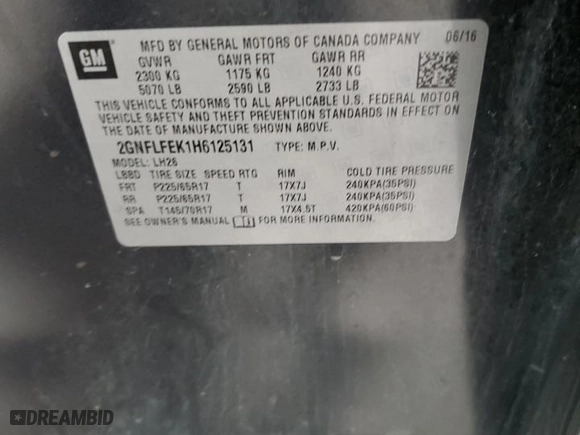 GM
MFD BY GENERAL MOTORS OF CANADA COMPANY 06/16
GVWR GAWR FRT GAWR RR
2300 KG 1175 KG 1240 KG
5070 LB 2590 LB 2733 LB
THIS VEHICLE CONFORMS TO ALL APPLICABLE U.S. FEDERAL MOTOR
VEHICLE SAFETY AND THEFT PREVENTION STANDARDS IN EFFECT ON
THE DATE OF MANUFACTURE SHOWN ABOVE.
2GNFLFEK1H6125131 TYPE: M.P.V.
MODEL: LH26
LBBD TIRE SIZE SPEED RTG RIM COLD TIRE PRESSURE
FRT P225/65R17 T 17X7J 240KPA(35PSI)
RR P225/65R17 T 17X7J 240KPA(35PSI)
SPA T145/70R17 M 17X4.5T 420KPA(60PSI)
SEE OWNER'S MANUAL FOR MORE INFORMATION.
DREAMBID